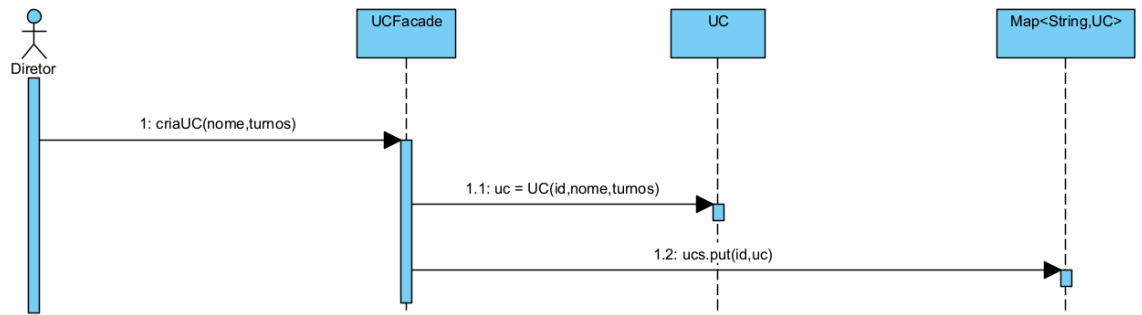 UCFacade
UC
Map<String,UC>
Diretor
1: criaUC(nome,turnos)
1.1: uc = UC(id,nome,turnos)
1.2: ucs.put(id,uc)